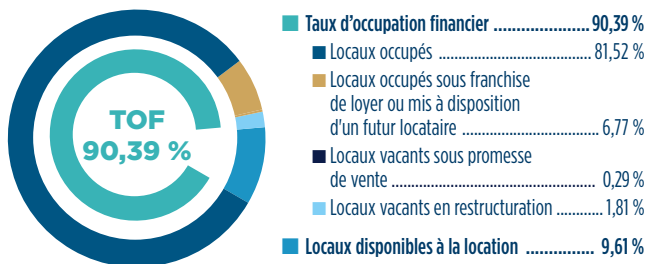 TOF
90,39 %
Taux d'occupation financier ..................... 90,39 %
Locaux occupés .................................... 81,52 %
Locaux occupés sous franchise
de loyer ou mis à disposition
d'un futur locataire ................................ 6,77 %
Locaux vacants sous promesse
de vente ................................................ 0,29 %
Locaux vacants en restructuration ........... 1,81 %
Locaux disponibles à la location ............... 9,61 %